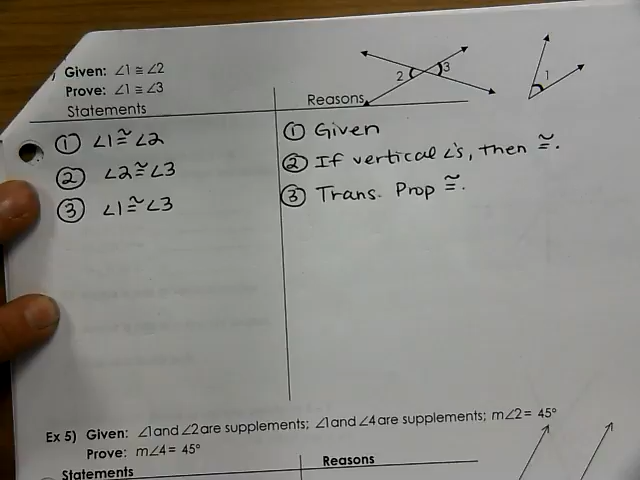 ) Given: ∠1 ≅ ∠2
Prove: ∠1 ≅ ∠3
2 3 1
Statements Reasons
① ∠1 ≅ ∠2 ① Given
② ∠2 ≅ ∠3 ② If vertical ∠'s, then ≅.
③ ∠1 ≅ ∠3 ③ Trans. Prop ≅.
Ex 5) Given: ∠1 and ∠2 are supplements; ∠1 and ∠4 are supplements; m∠2 = 45°
Prove: m∠4 = 45°
Statements Reasons